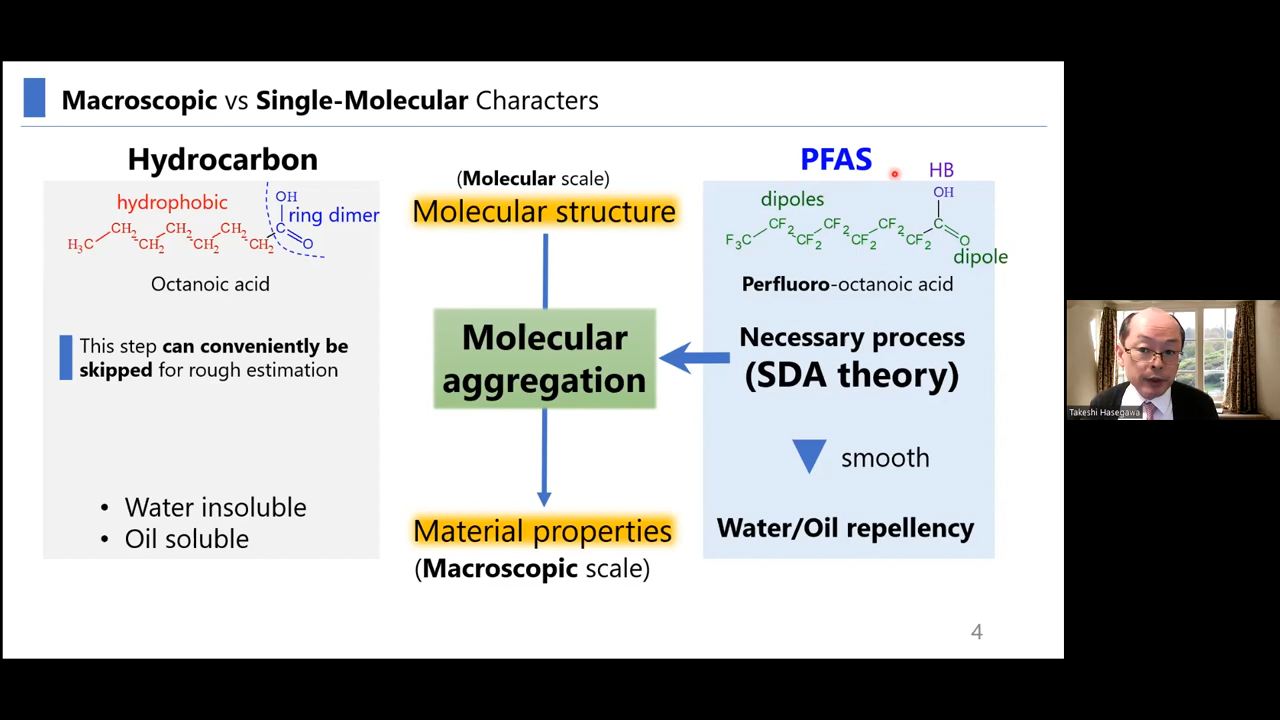 Macroscopic vs Single-Molecular Characters
Hydrocarbon
hydrophobic
OH
ring dimer
H3C CH2 CH2 CH2 CH2 CH2 CH2 C O
Octanoic acid
This step can conveniently be
skipped for rough estimation
• Water insoluble
• Oil soluble
(Molecular scale)
Molecular structure
Molecular
aggregation
Material properties
(Macroscopic scale)
PFAS
HB
OH
dipoles
F3C CF2 CF2 CF2 CF2 CF2 CF2 C O
dipole
Perfluoro-octanoic acid
Necessary process
(SDA theory)
smooth
Water/Oil repellency
4
Takeshi Hasegawa